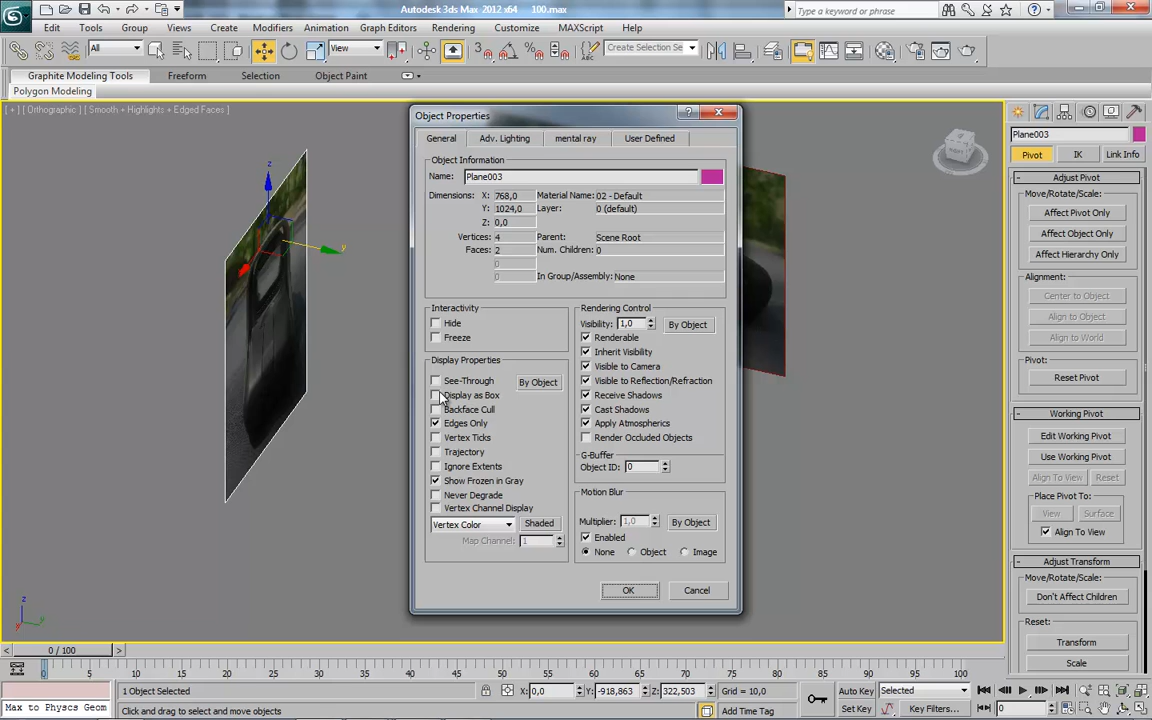 Autodesk 3ds Max 2012 x64 100.max
Type a keyword or phrase
Edit Tools Group Views Create Modifiers Animation Graph Editors Rendering Customize MAXScript Help
All View Create Selection Se
Graphite Modeling Tools Freeform Selection Object Paint
Polygon Modeling
[ + ] [ Orthographic ] [ Smooth + Highlights + Edged Faces ]
Object Properties
General Adv. Lighting mental ray User Defined
Object Information
Name: Plane003
Dimensions: X: 768,0 Material Name: 02 - Default
Y: 1024,0 Layer: 0 (default)
Z: 0,0
Vertices: 4 Parent: Scene Root
Faces: 2 Num. Children: 0
0
0 In Group/Assembly: None
Interactivity
Hide
Freeze
Display Properties
See-Through By Object
Display as Box
Backface Cull
Edges Only
Vertex Ticks
Trajectory
Ignore Extents
Show Frozen in Gray
Never Degrade
Vertex Channel Display
Vertex Color Shaded
Map Channel: 1
Rendering Control
Visibility: 1,0 By Object
Renderable
Inherit Visibility
Visible to Camera
Visible to Reflection/Refraction
Receive Shadows
Cast Shadows
Apply Atmospherics
Render Occluded Objects
G-Buffer
Object ID: 0
Motion Blur
Multiplier: 1,0 By Object
Enabled
None Object Image
OK Cancel
Plane003
Pivot IK Link Info
Adjust Pivot
Move/Rotate/Scale:
Affect Pivot Only
Affect Object Only
Affect Hierarchy Only
Alignment:
Center to Object
Align to Object
Align to World
Pivot:
Reset Pivot
Working Pivot
Edit Working Pivot
Use Working Pivot
Align To View Reset
Place Pivot To:
View Surface
Align To View
Adjust Transform
Move/Rotate/Scale:
Don't Affect Children
Reset:
Transform
Scale
z
y
z
y
0 / 100
0 5 10 15 20 25 30 35 40 45 50 55 60 65 70 75 80 85 90 95 100
1 Object Selected X: 0,0 Y: -918,863 Z: 322,503 Grid = 10,0 Auto Key Selected
Max to Physcs Geom Click and drag to select and move objects Add Time Tag Set Key Key Filters... 0